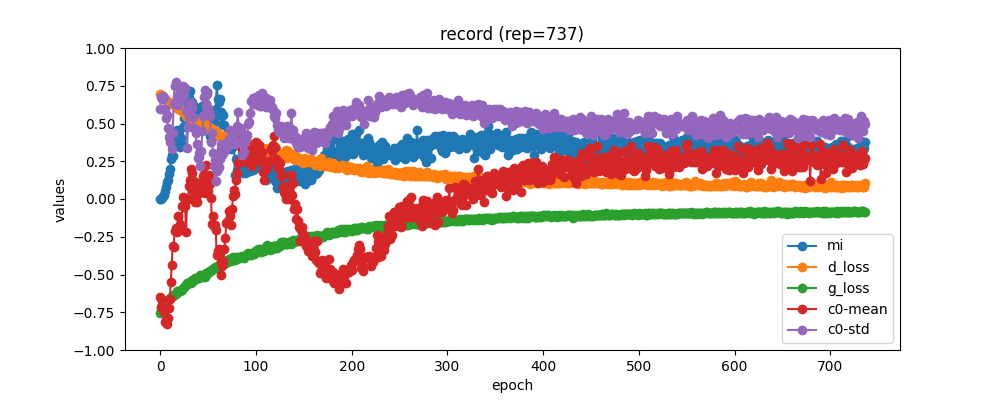 record (rep=737)
1.00
0.75
0.50
0.25
0.00
−0.25
−0.50
−0.75
−1.00
values
0 100 200 300 400 500 600 700
epoch
mi
d_loss
g_loss
c0-mean
c0-std